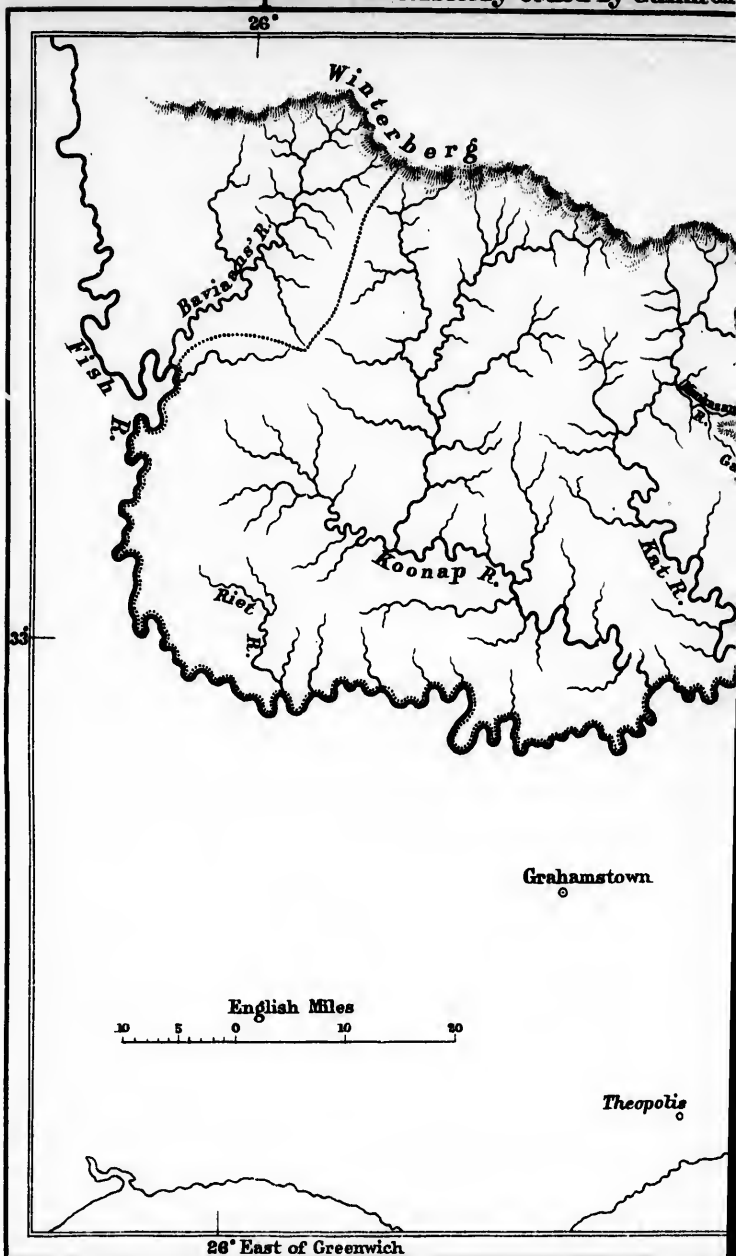 26°
Winterberg
Baviaans' R.
Fish R.
Koonap R.
Kat R.
Riet R.
33°
Grahamstown
English Miles
10 5 0 10 20
Theopolis
26° East of Greenwich